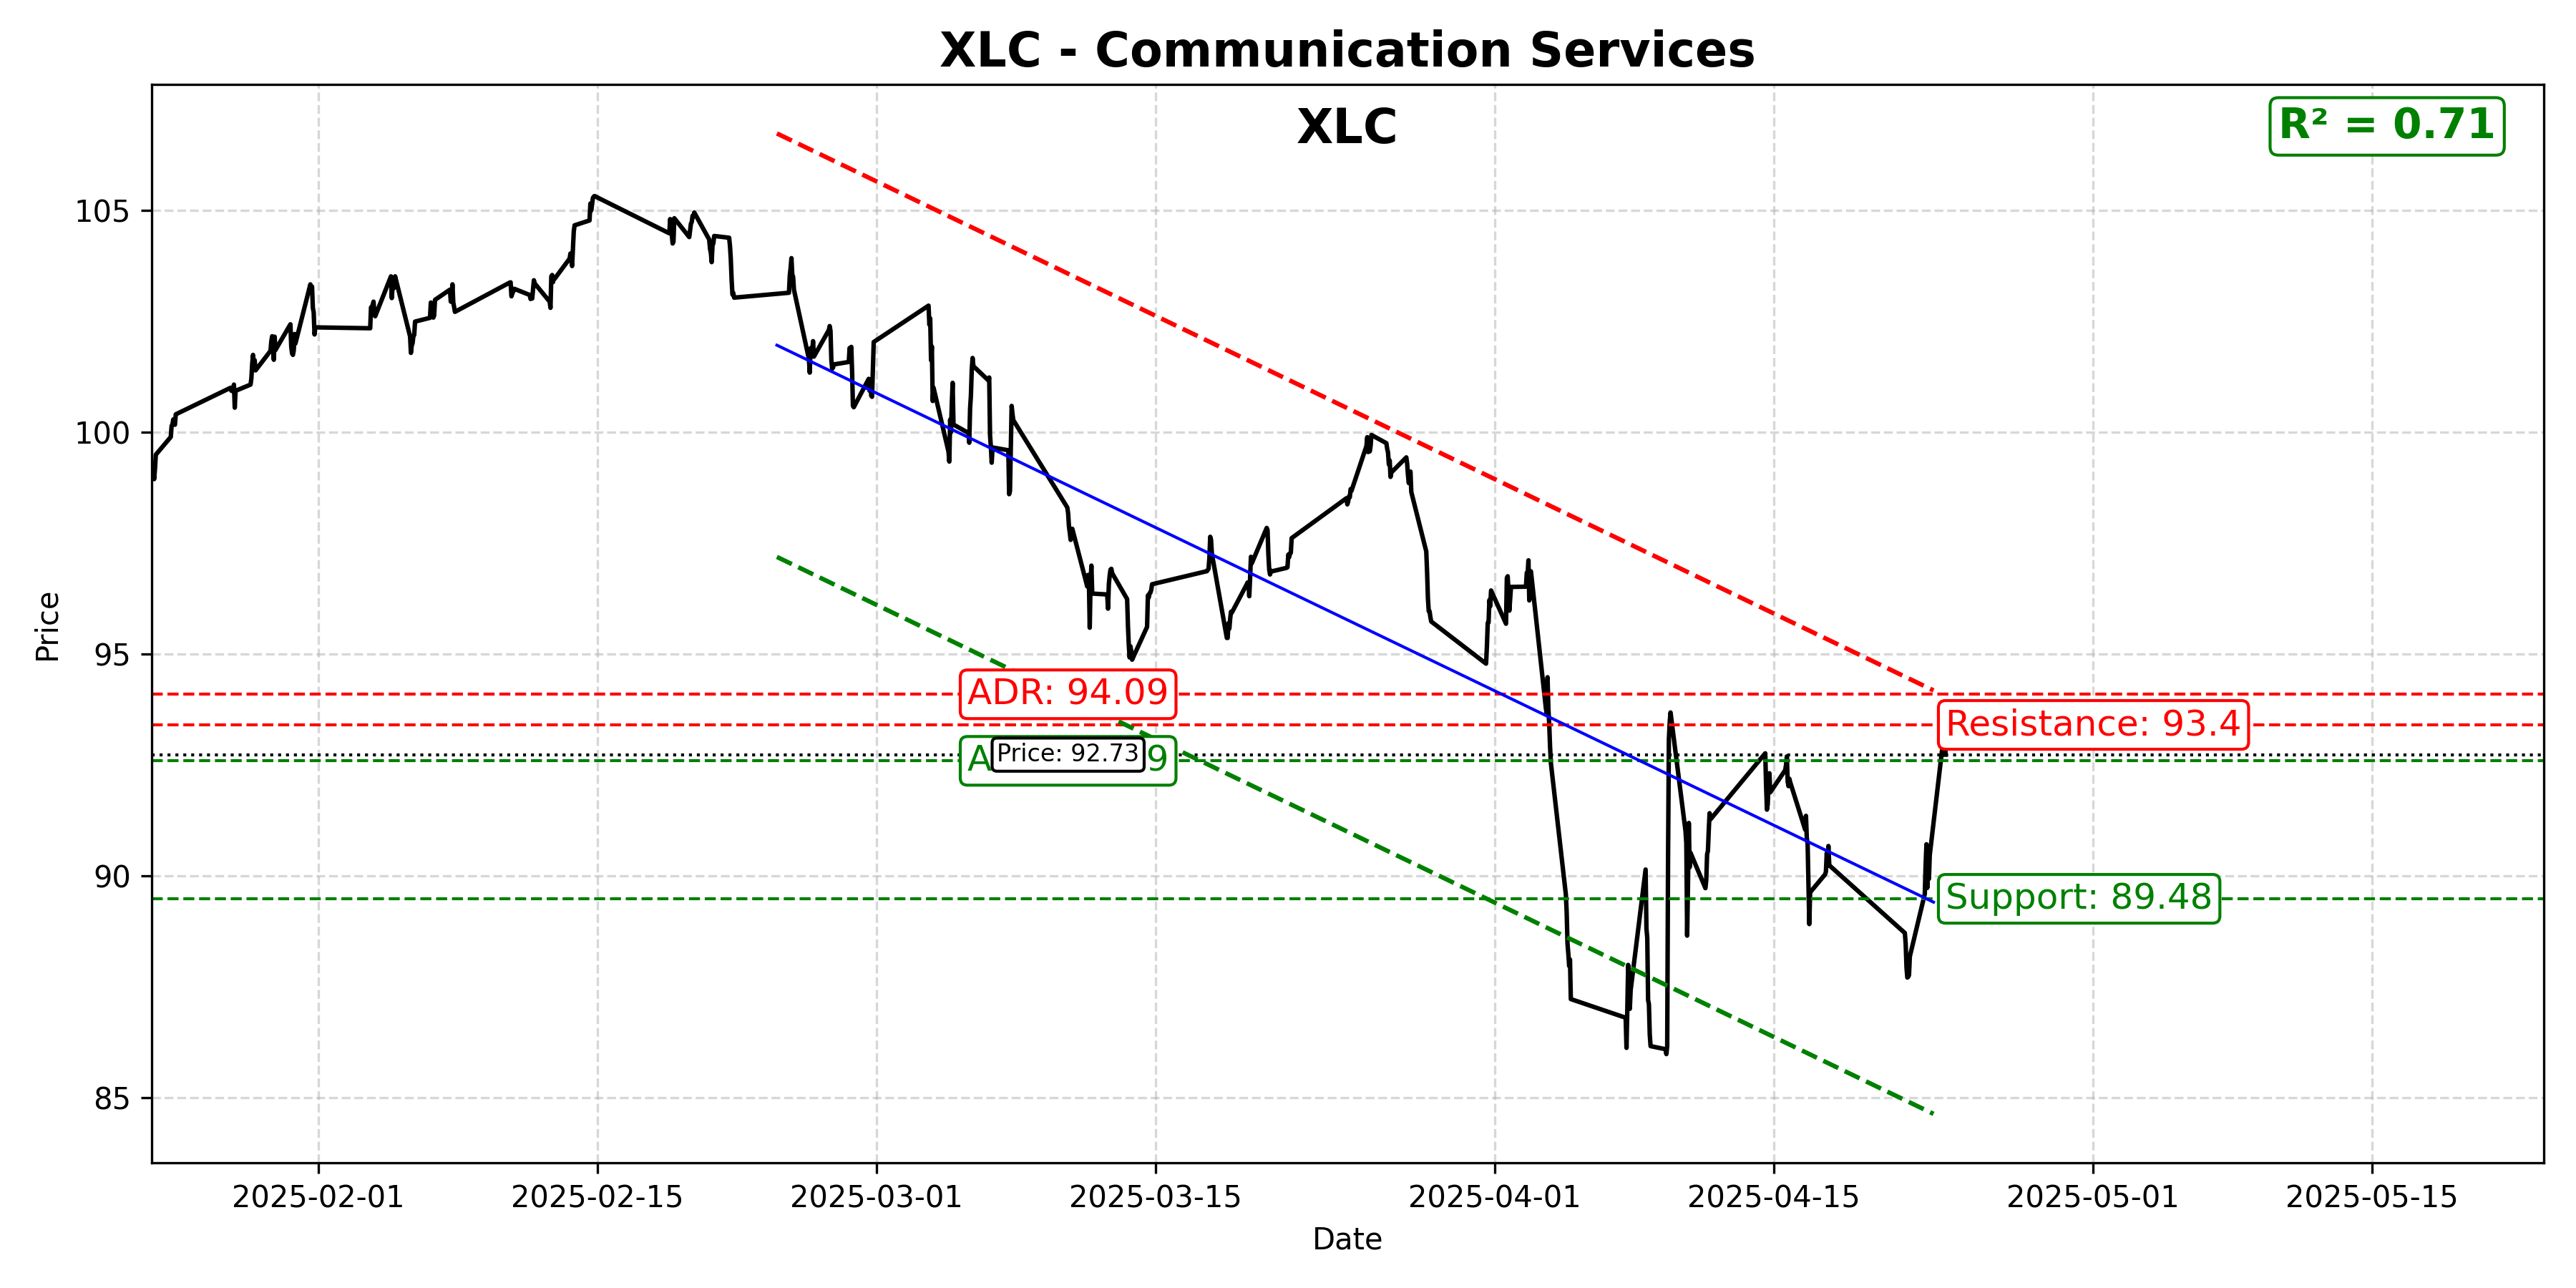 XLC - Communication Services
XLC
R² = 0.71
105
100
95
90
85
Price
ADR: 94.09
Resistance: 93.4
Price: 92.73
Support: 89.48
2025-02-01
2025-02-15
2025-03-01
2025-03-15
2025-04-01
2025-04-15
2025-05-01
2025-05-15
Date